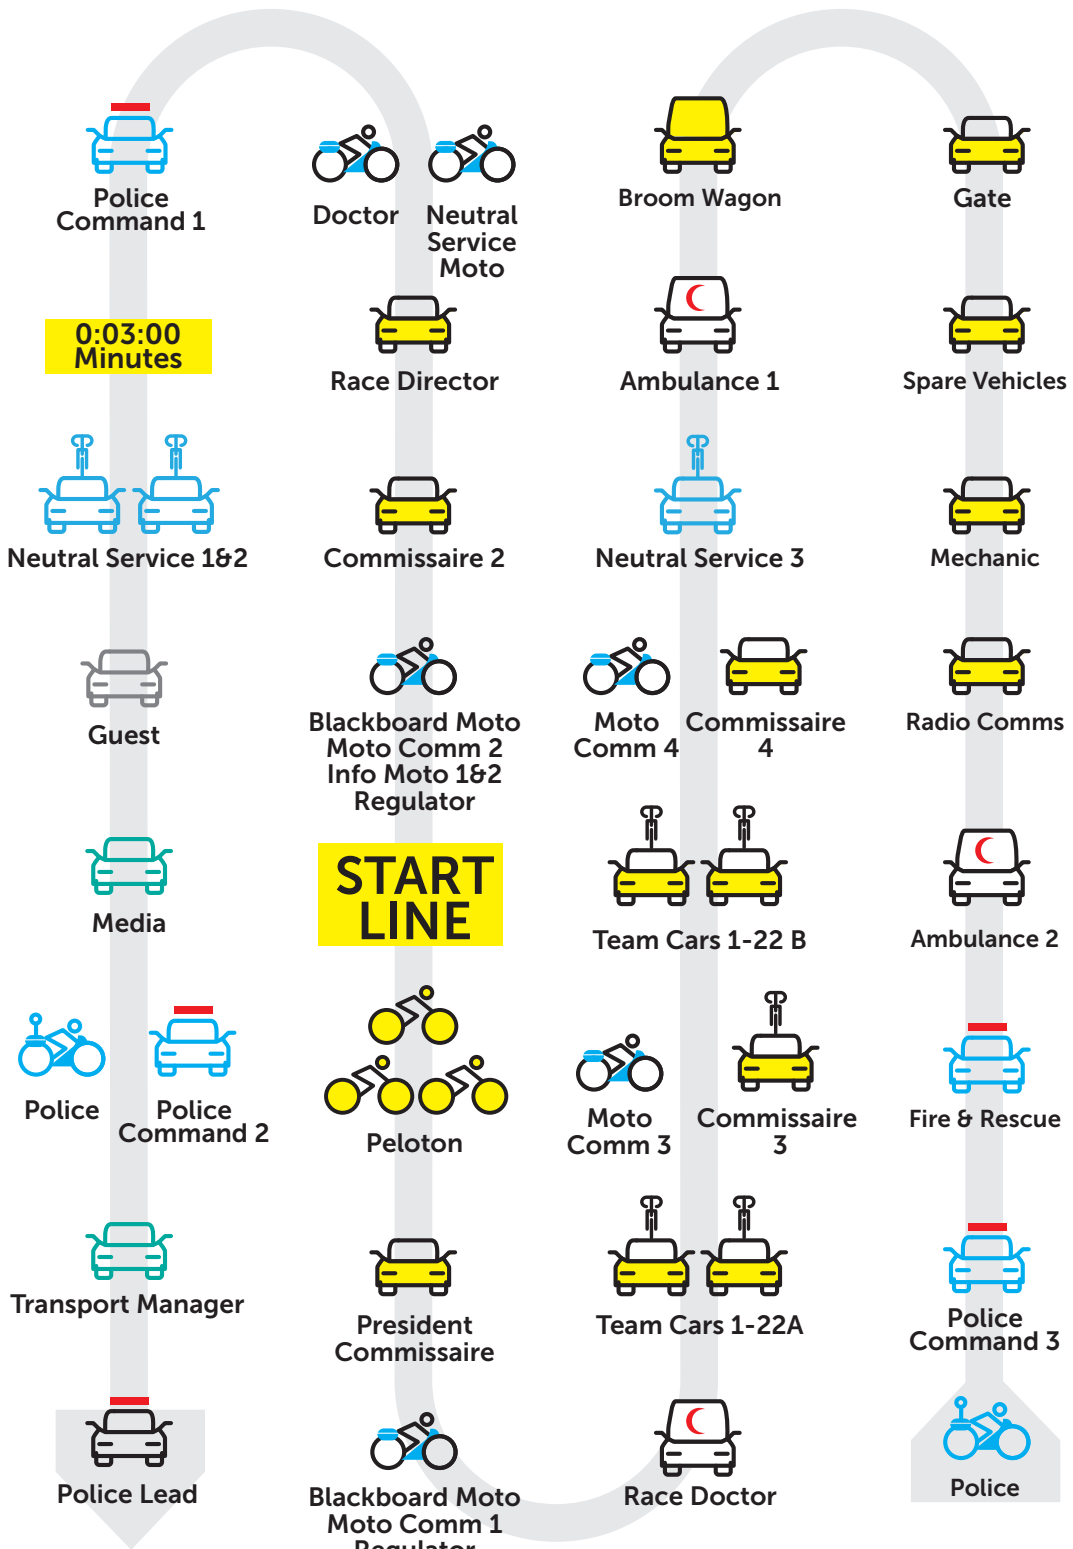 Police
Command 1
0:03:00
Minutes
Neutral Service 1&2
Guest
Media
Police
Police
Command 2
Transport Manager
Police Lead
Doctor
Neutral
Service
Moto
Race Director
Commissaire 2
Blackboard Moto
Moto Comm 2
Info Moto 1&2
Regulator
START
LINE
Peloton
President
Commissaire
Blackboard Moto
Moto Comm 1
Regulator
Broom Wagon
Ambulance 1
Neutral Service 3
Moto
Comm 4
Commissaire
4
Team Cars 1-22 B
Moto
Comm 3
Commissaire
3
Team Cars 1-22A
Race Doctor
Gate
Spare Vehicles
Mechanic
Radio Comms
Ambulance 2
Fire & Rescue
Police
Command 3
Police